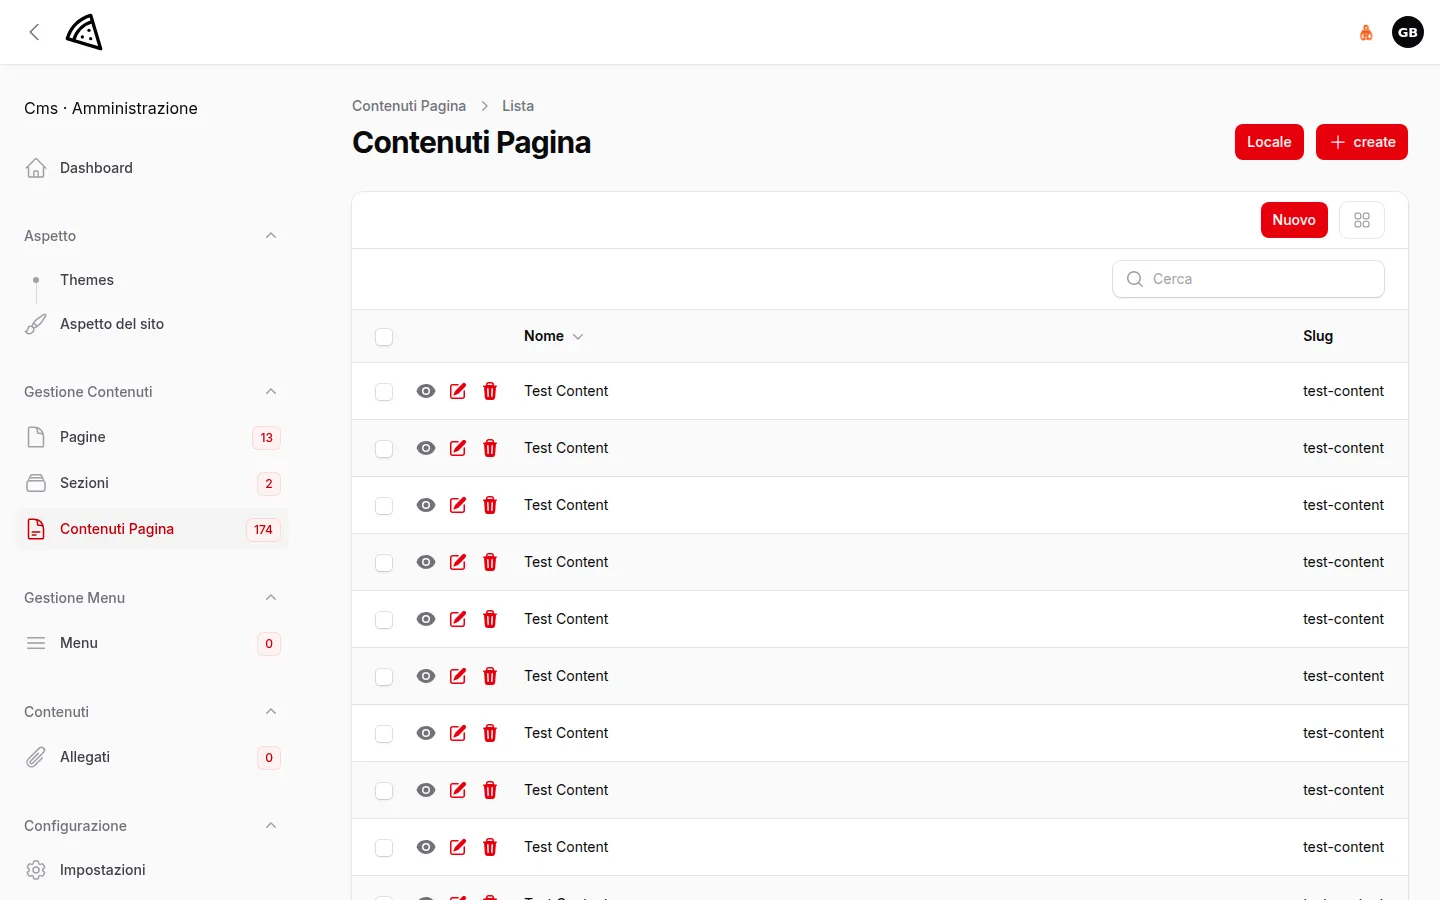 GB
Cms · Amministrazione
Dashboard
Aspetto
Themes
Aspetto del sito
Gestione Contenuti
Pagine 13
Sezioni 2
Contenuti Pagina 174
Gestione Menu
Menu 0
Contenuti
Allegati 0
Configurazione
Impostazioni
Contenuti Pagina > Lista
Contenuti Pagina
Locale
create
Nuovo
Cerca
Nome Slug
Test Content test-content
Test Content test-content
Test Content test-content
Test Content test-content
Test Content test-content
Test Content test-content
Test Content test-content
Test Content test-content
Test Content test-content